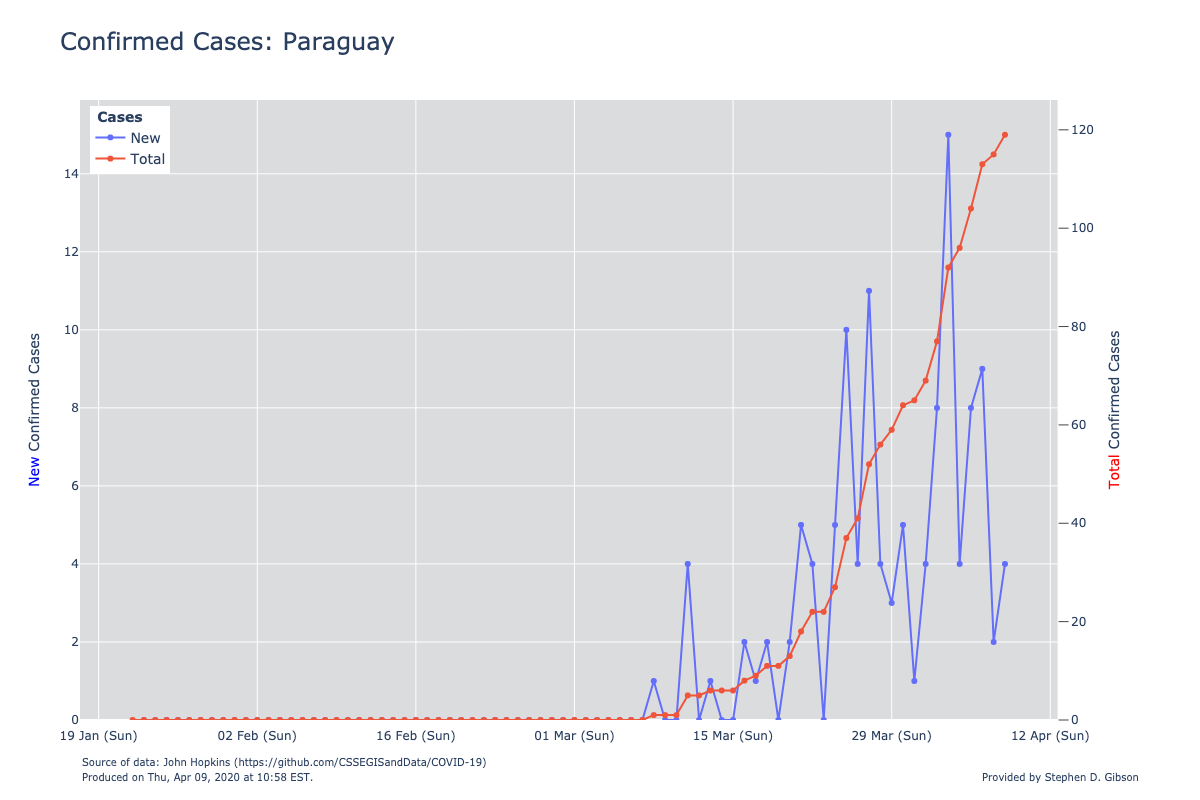 Confirmed Cases: Paraguay
Cases
New
Total
14
12
10
8
6
4
2
0
New Confirmed Cases
120
100
80
60
40
20
0
Total Confirmed Cases
19 Jan (Sun) 02 Feb (Sun) 16 Feb (Sun) 01 Mar (Sun) 15 Mar (Sun) 29 Mar (Sun) 12 Apr (Sun)
Source of data: John Hopkins (https://github.com/CSSEGISandData/COVID-19)
Produced on Thu, Apr 09, 2020 at 10:58 EST.
Provided by Stephen D. Gibson